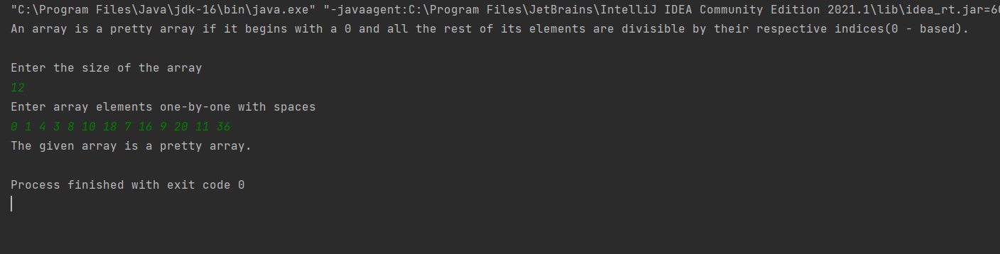 "C:\Program Files\Java\jdk-16\bin\java.exe" "-javaagent:C:\Program Files\JetBrains\IntelliJ IDEA Community Edition 2021.1\lib\idea_rt.jar=60
An array is a pretty array if it begins with a 0 and all the rest of its elements are divisible by their respective indices(0 - based).
Enter the size of the array
12
Enter array elements one-by-one with spaces
0 1 4 3 8 10 18 7 16 9 20 11 36
The given array is a pretty array.
Process finished with exit code 0